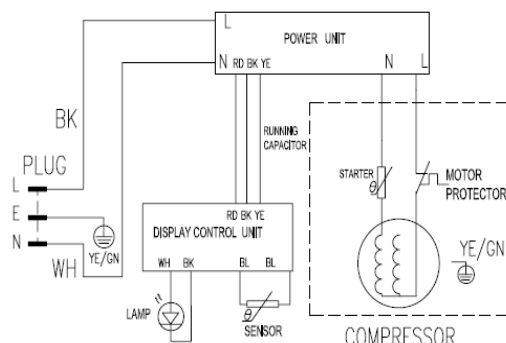 L
POWER UNIT
N RD BK YE
N L
BK
RUNNING
CAPACITOR
PLUG
L
E
N
YE/GN
WH
STARTER
θ
MOTOR
PROTECTOR
RD BK YE
DISPLAY CONTROL UNIT
WH BK BL BL
YE/GN
LAMP
θ
SENSOR
COMPRESSOR